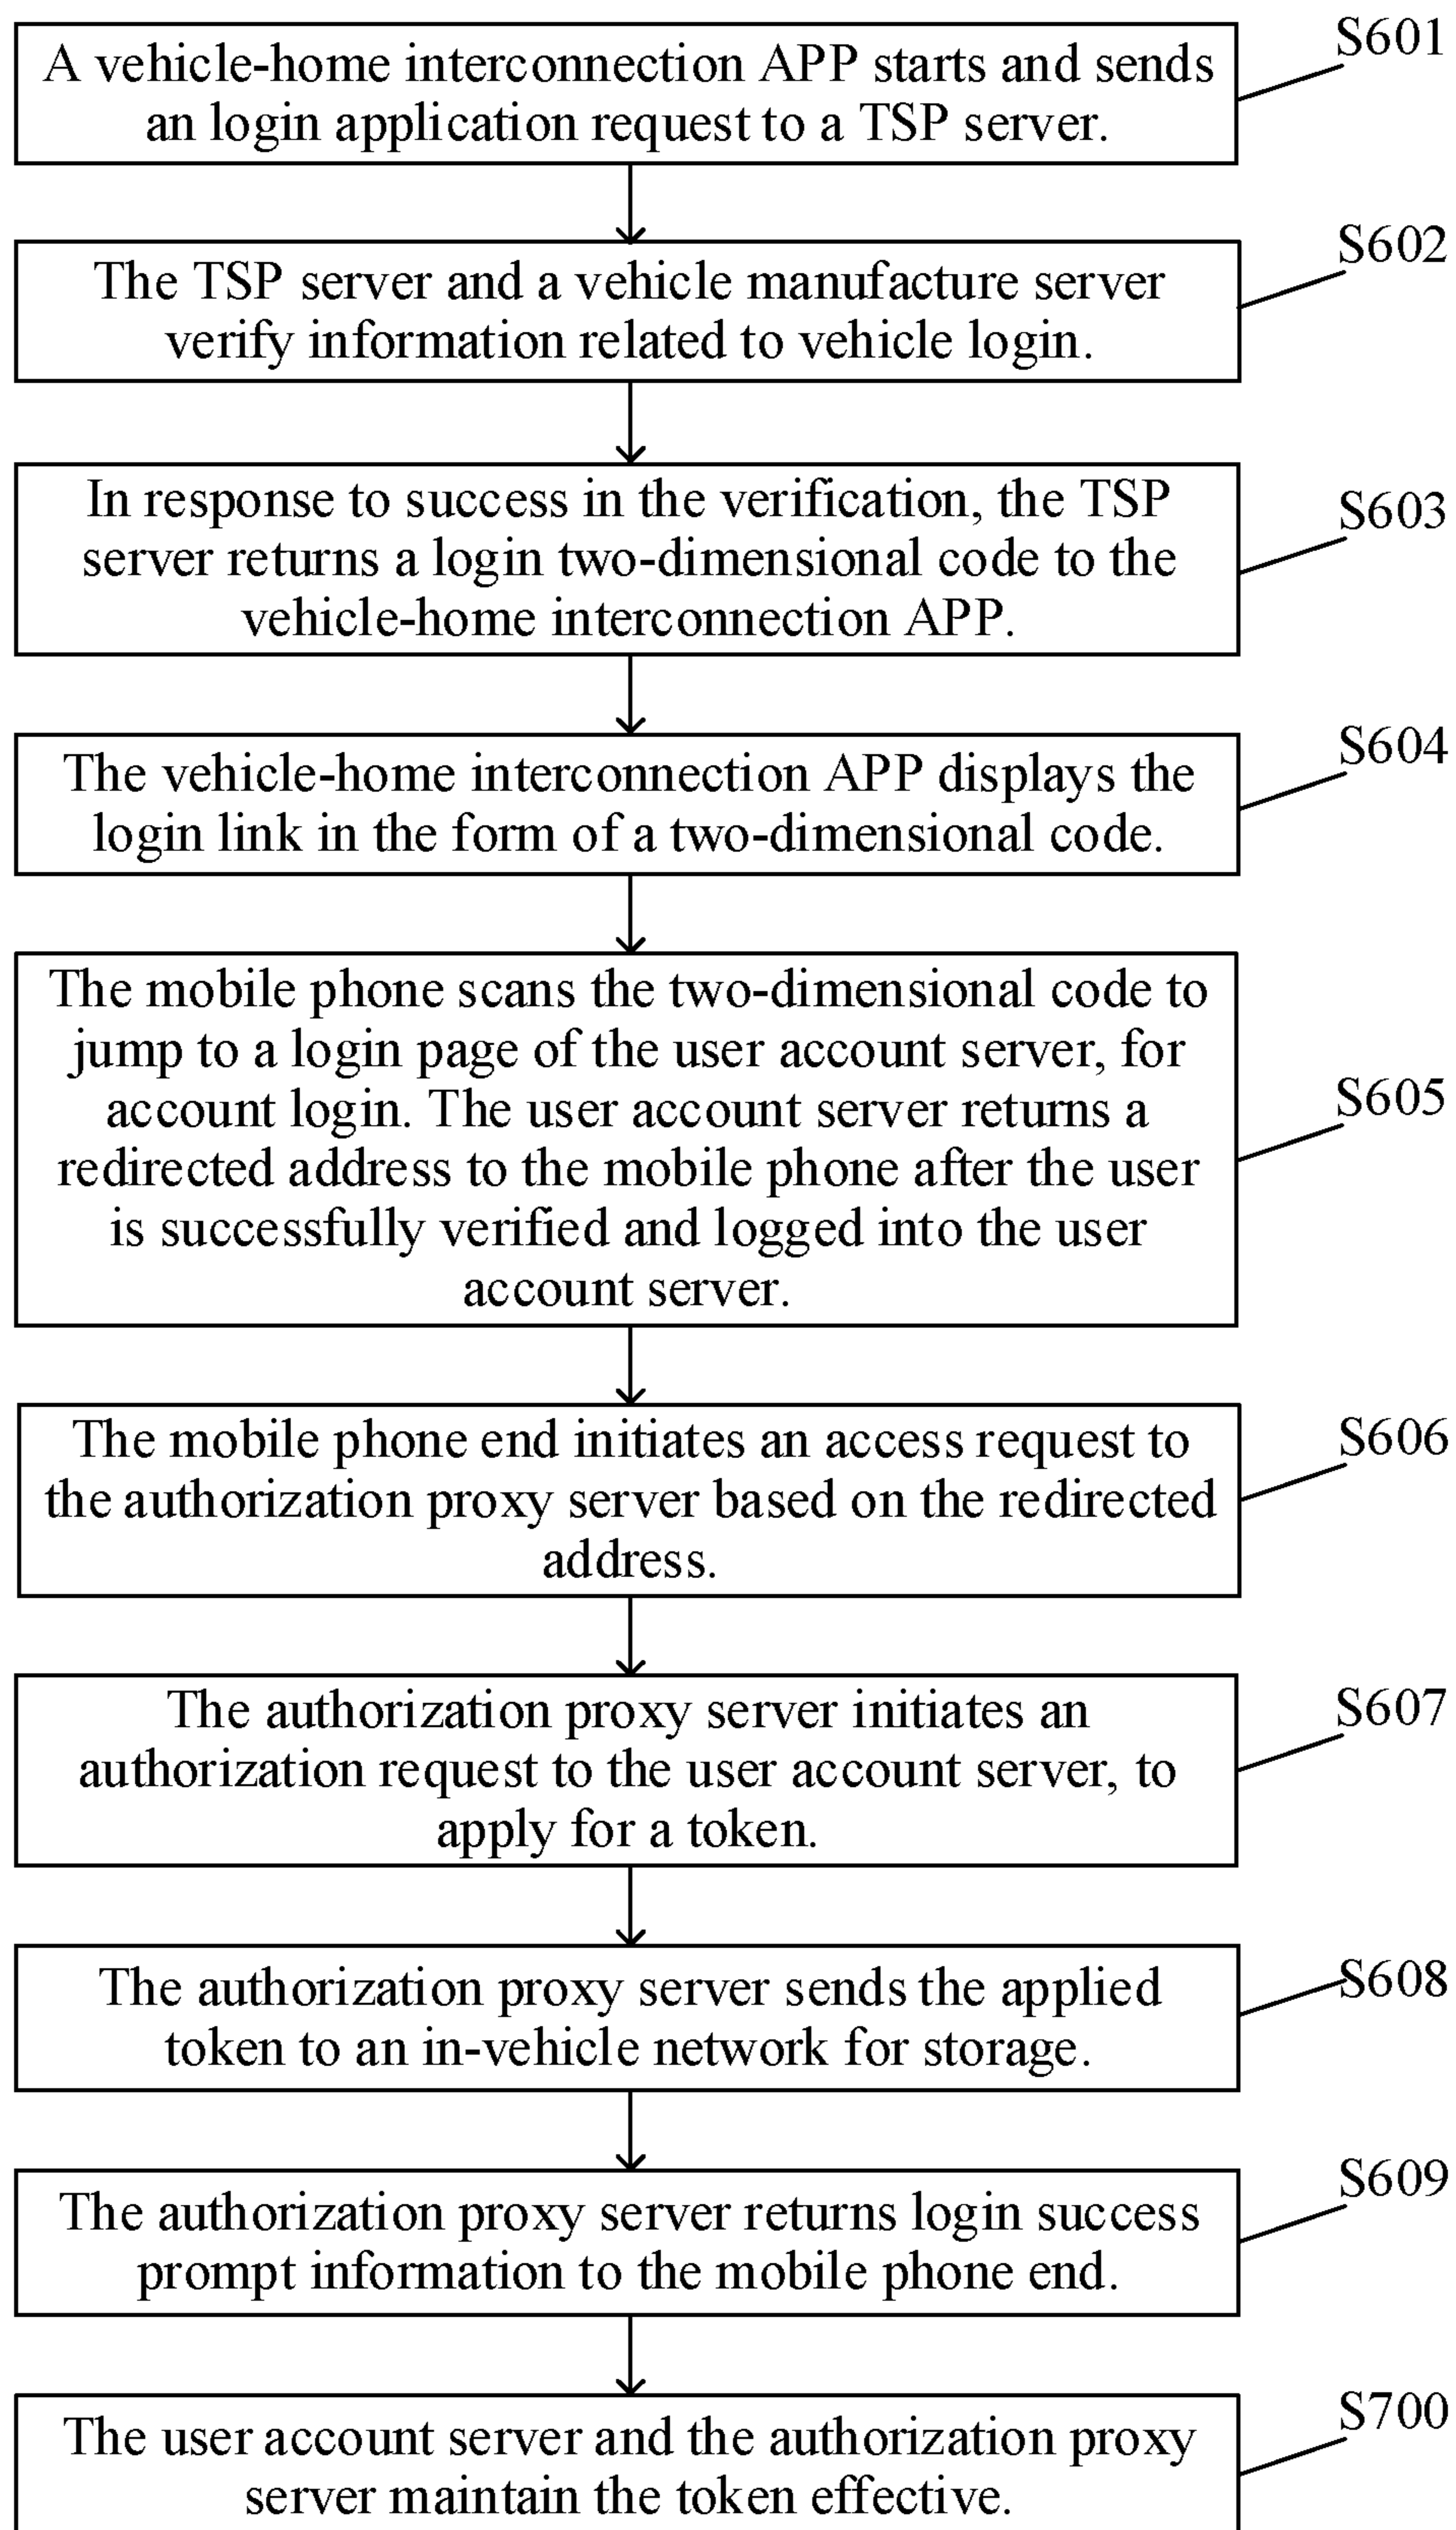 A vehicle-home interconnection APP starts and sends
an login application request to a TSP server.
S601
The TSP server and a vehicle manufacture server
verify information related to vehicle login.
S602
In response to success in the verification, the TSP
server returns a login two-dimensional code to the
vehicle-home interconnection APP.
S603
The vehicle-home interconnection APP displays the
login link in the form of a two-dimensional code.
S604
The mobile phone scans the two-dimensional code to
jump to a login page of the user account server, for
account login. The user account server returns a
redirected address to the mobile phone after the user
is successfully verified and logged into the user
account server.
S605
The mobile phone end initiates an access request to
the authorization proxy server based on the redirected
address.
S606
The authorization proxy server initiates an
authorization request to the user account server, to
apply for a token.
S607
The authorization proxy server sends the applied
token to an in-vehicle network for storage.
S608
The authorization proxy server returns login success
prompt information to the mobile phone end.
S609
The user account server and the authorization proxy
server maintain the token effective.
S700